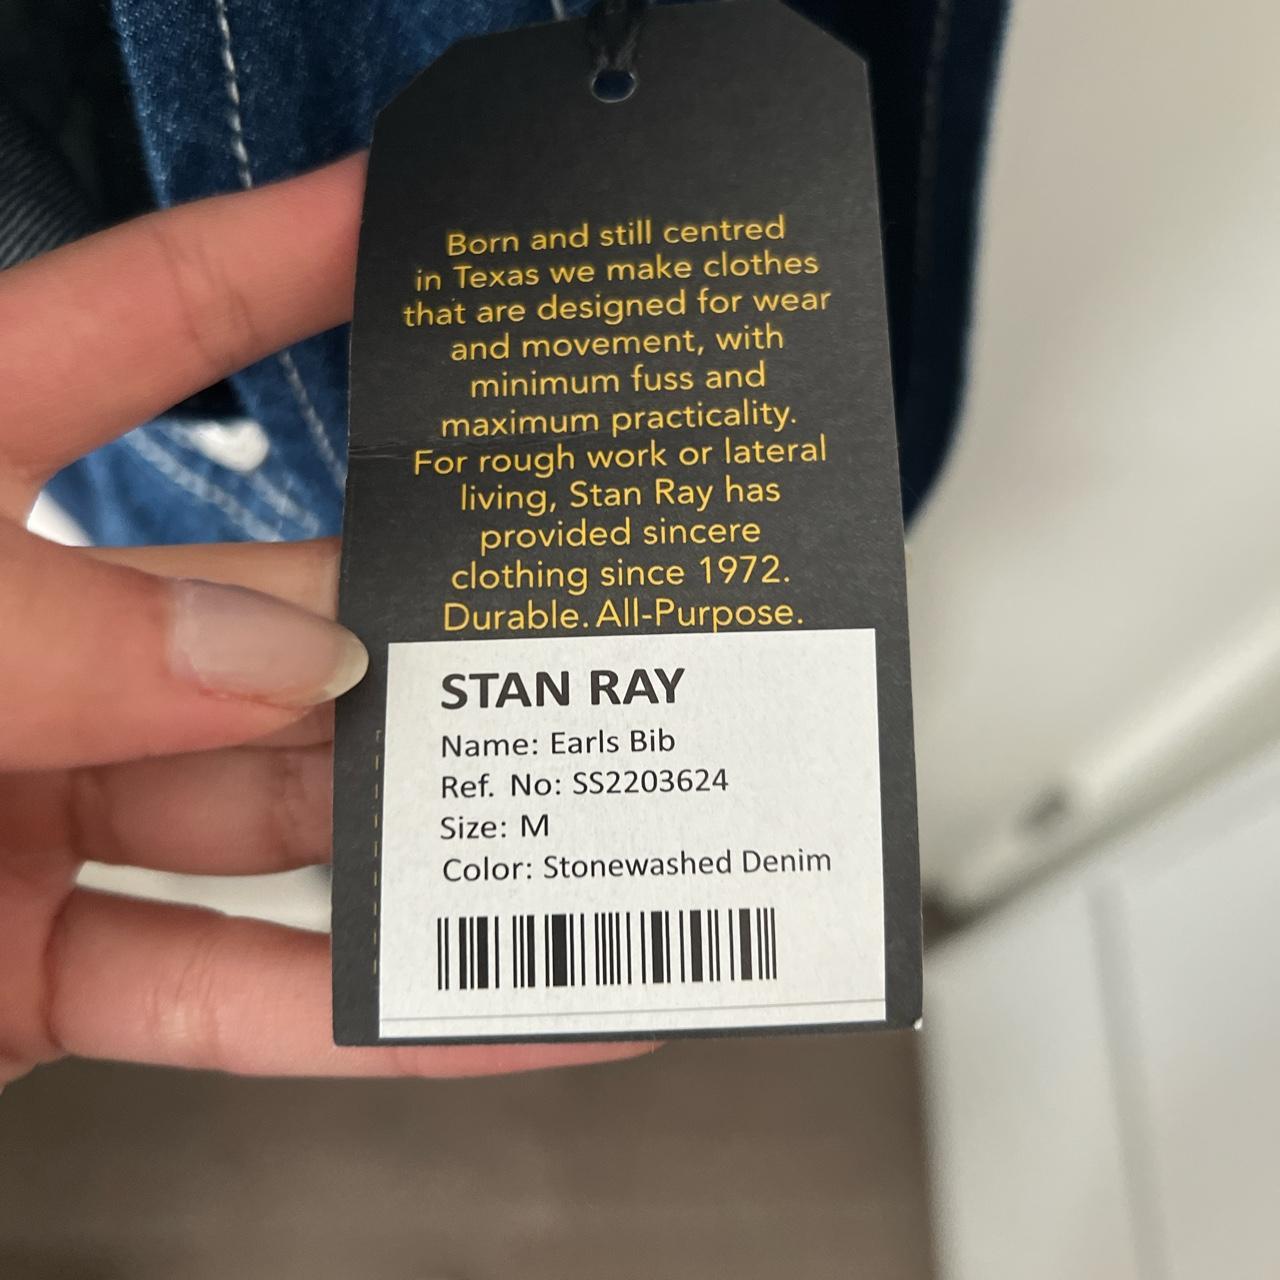 Born and still centred
in Texas we make clothes
that are designed for wear
and movement, with
minimum fuss and
maximum practicality.
For rough work or lateral
living, Stan Ray has
provided sincere
clothing since 1972.
Durable. All-Purpose.
STAN RAY
Name: Earls Bib
Ref. No: SS2203624
Size: M
Color: Stonewashed Denim